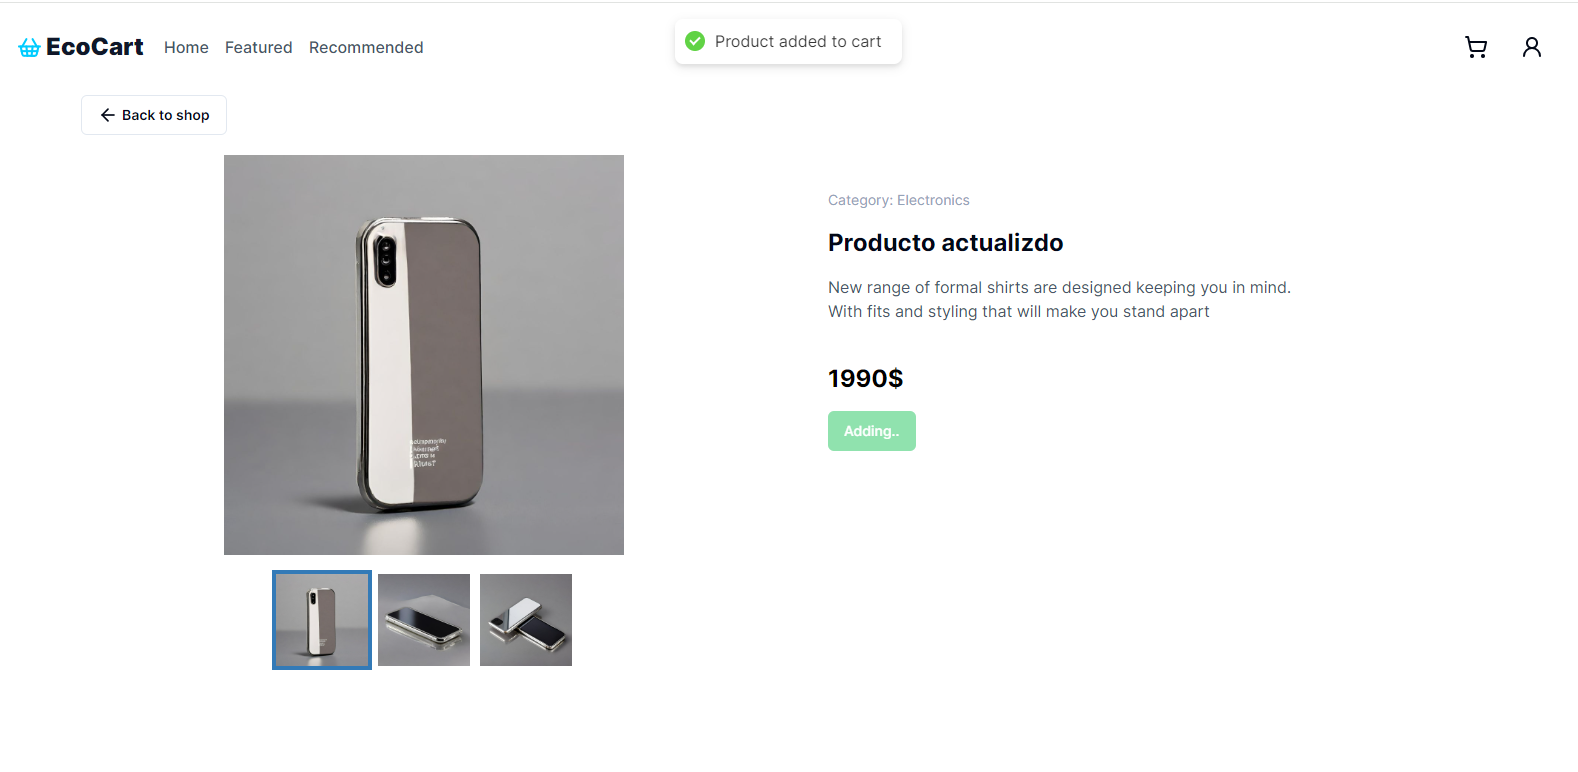 EcoCart
Home
Featured
Recommended
Product added to cart
Back to shop
Category: Electronics
Producto actualizdo
New range of formal shirts are designed keeping you in mind.
With fits and styling that will make you stand apart
1990$
Adding..